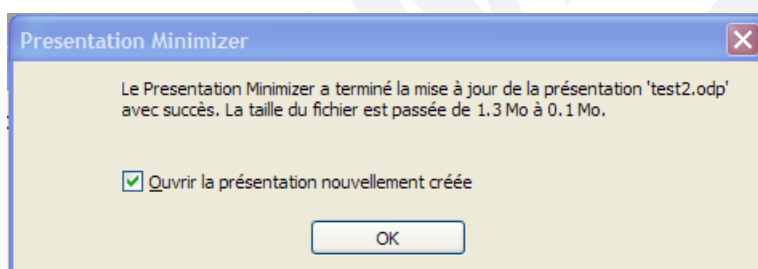 Presentation Minimizer
Le Presentation Minimizer a terminé la mise à jour de la présentation 'test2.odp'
avec succès. La taille du fichier est passée de 1.3 Mo à 0.1 Mo.
Ouvrir la présentation nouvellement créée
OK